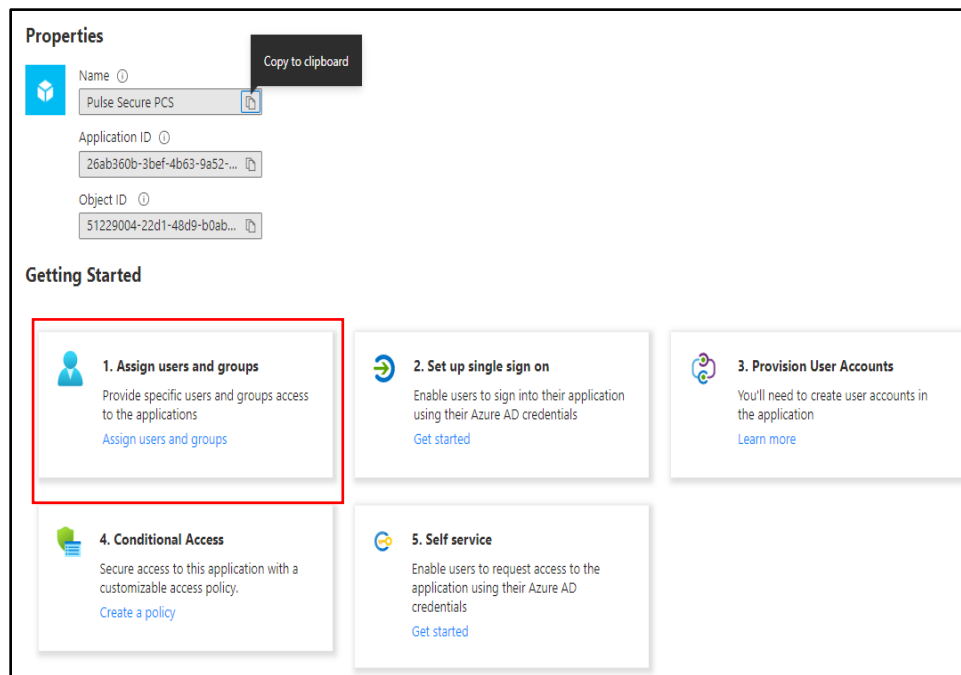 Properties
Copy to clipboard
Name
Pulse Secure PCS
Application ID
26ab360b-3bef-4b63-9a52-...
Object ID
51229004-22d1-48d9-b0ab...
Getting Started
1. Assign users and groups
Provide specific users and groups access
to the applications
Assign users and groups
2. Set up single sign on
Enable users to sign into their application
using their Azure AD credentials
Get started
3. Provision User Accounts
You'll need to create user accounts in
the application
Learn more
4. Conditional Access
Secure access to this application with a
customizable access policy.
Create a policy
5. Self service
Enable users to request access to the
application using their Azure AD
credentials
Get started